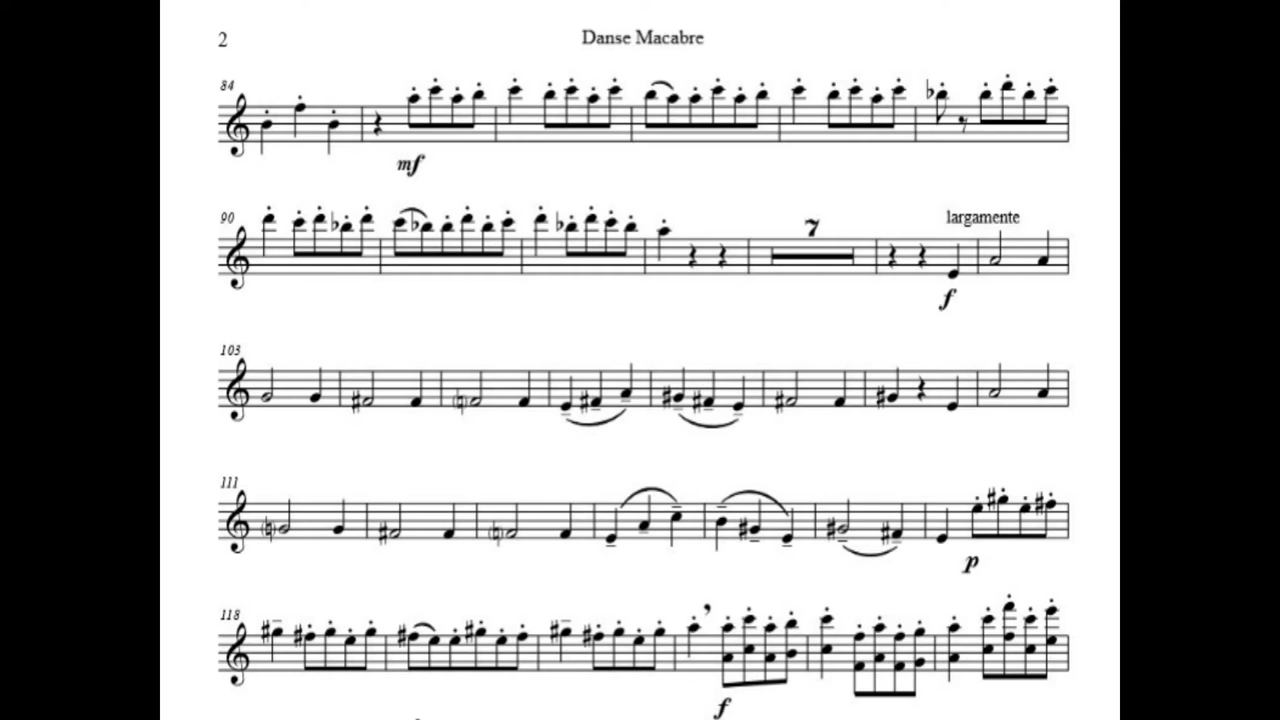 2
Danse Macabre
84
mf
90
7
largamente
f
103
111
p
118
f